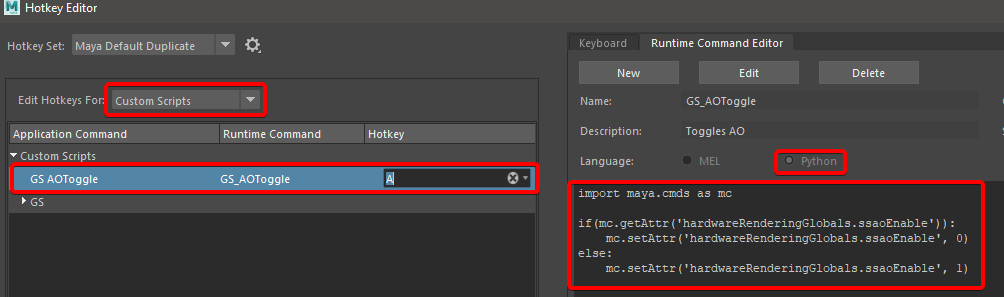 Hotkey Editor
Hotkey Set: Maya Default Duplicate
Edit Hotkeys For: Custom Scripts
Application Command Runtime Command Hotkey
Custom Scripts
GS AOToggle GS_AOToggle A
GS
Keyboard Runtime Command Editor
New Edit Delete
Name: GS_AOToggle
Description: Toggles AO
Language: MEL Python
import maya.cmds as mc
if(mc.getAttr('hardwareRenderingGlobals.ssaoEnable')):
mc.setAttr('hardwareRenderingGlobals.ssaoEnable', 0)
else:
mc.setAttr('hardwareRenderingGlobals.ssaoEnable', 1)